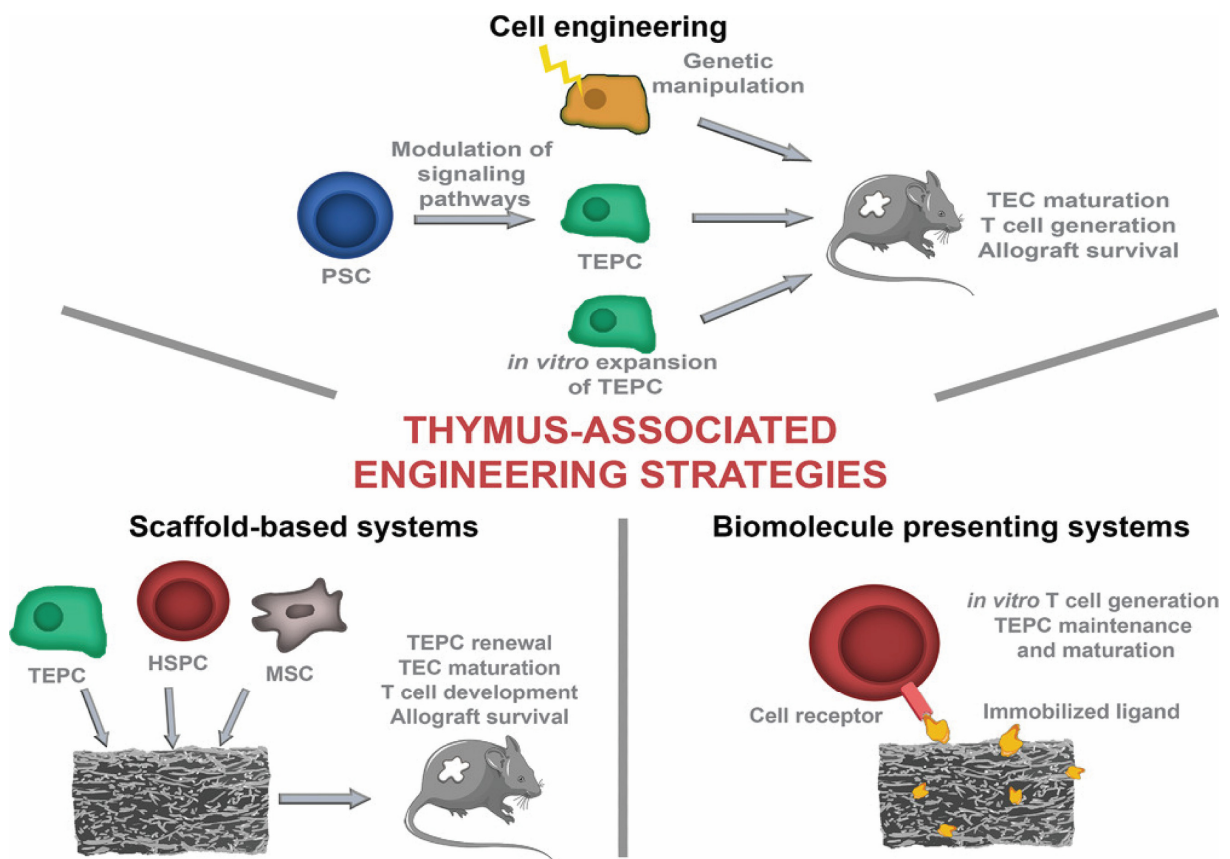 Cell engineering
Genetic
manipulation
Modulation of
signaling
pathways
PSC
TEPC
TEC maturation
T cell generation
Allograft survival
in vitro expansion
of TEPC
THYMUS-ASSOCIATED
ENGINEERING STRATEGIES
Scaffold-based systems
TEPC
HSPC
MSC
TEPC renewal
TEC maturation
T cell development
Allograft survival
Biomolecule presenting systems
in vitro T cell generation
TEPC maintenance
and maturation
Cell receptor
Immobilized ligand